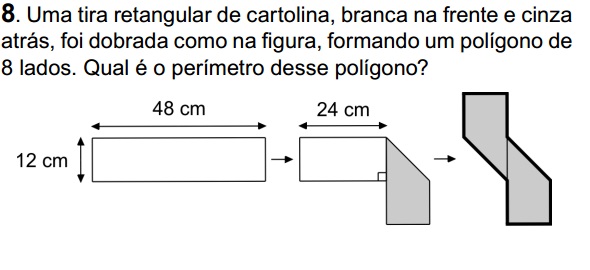 8. Uma tira retangular de cartolina, branca na frente e cinza
atrás, foi dobrada como na figura, formando um polígono de
8 lados. Qual é o perímetro desse polígono?
48 cm
24 cm
12 cm